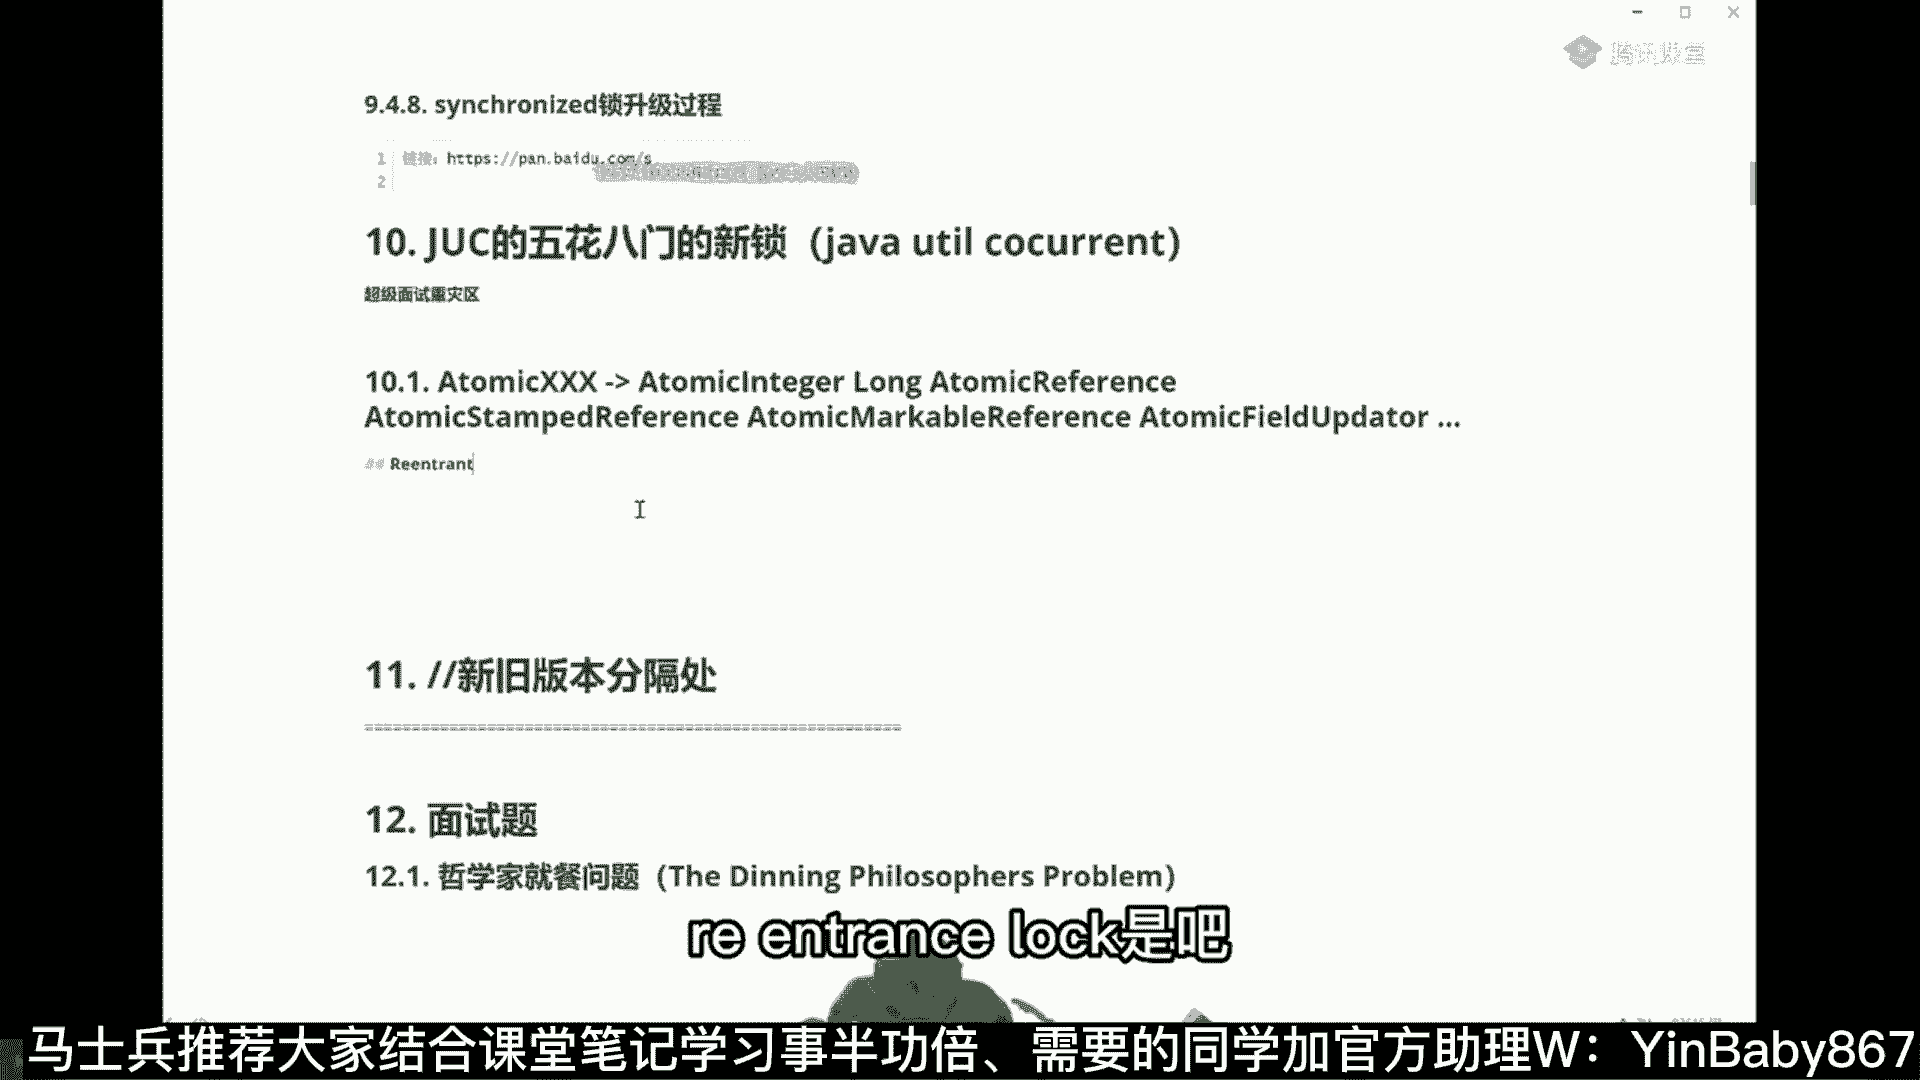 腾讯课堂
9.4.8. synchronized锁升级过程
1 链接：https://pan.baidu.com/s
2
10. JUC的五花八门的新锁（java util cocurrent）
超级面试重灾区
10.1. AtomicXXX -> AtomicInteger Long AtomicReference
AtomicStampedReference AtomicMarkableReference AtomicFieldUpdator ...
## Reentrant
11. //新旧版本分隔处
=========================================================
12. 面试题
12.1. 哲学家就餐问题（The Dinning Philosophers Problem）
re entrance lock是吧
马士兵推荐大家结合课堂笔记学习事半功倍、需要的同学加官方助理W：YinBaby867